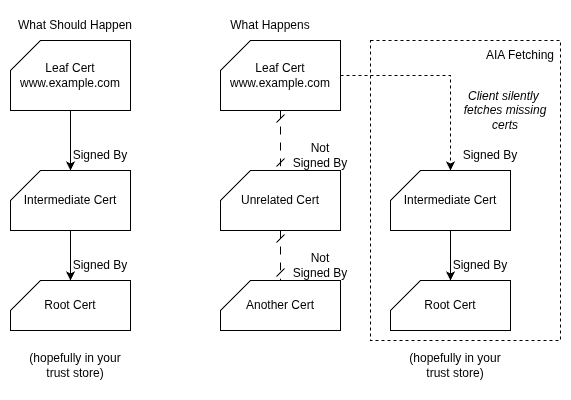 What Should Happen
Leaf Cert
www.example.com
Signed By
Intermediate Cert
Signed By
Root Cert
(hopefully in your
trust store)
What Happens
Leaf Cert
www.example.com
Not
Signed By
Unrelated Cert
Not
Signed By
Another Cert
AIA Fetching
Client silently
fetches missing
certs
Signed By
Intermediate Cert
Signed By
Root Cert
(hopefully in your
trust store)